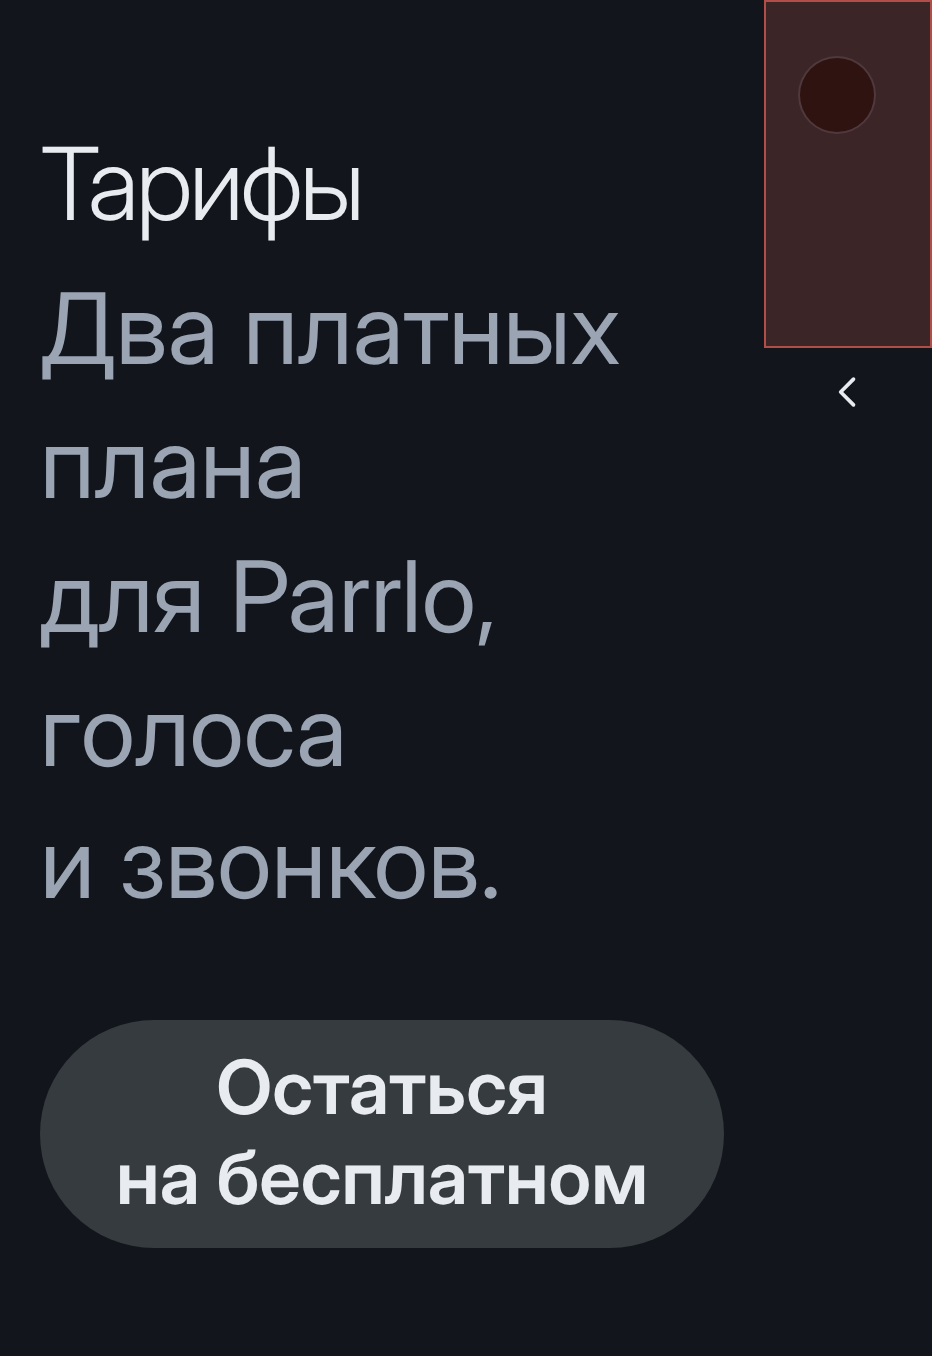 Тарифы
Два платных
плана
для Parrlo,
голоса
и звонков.
Остаться
на бесплатном